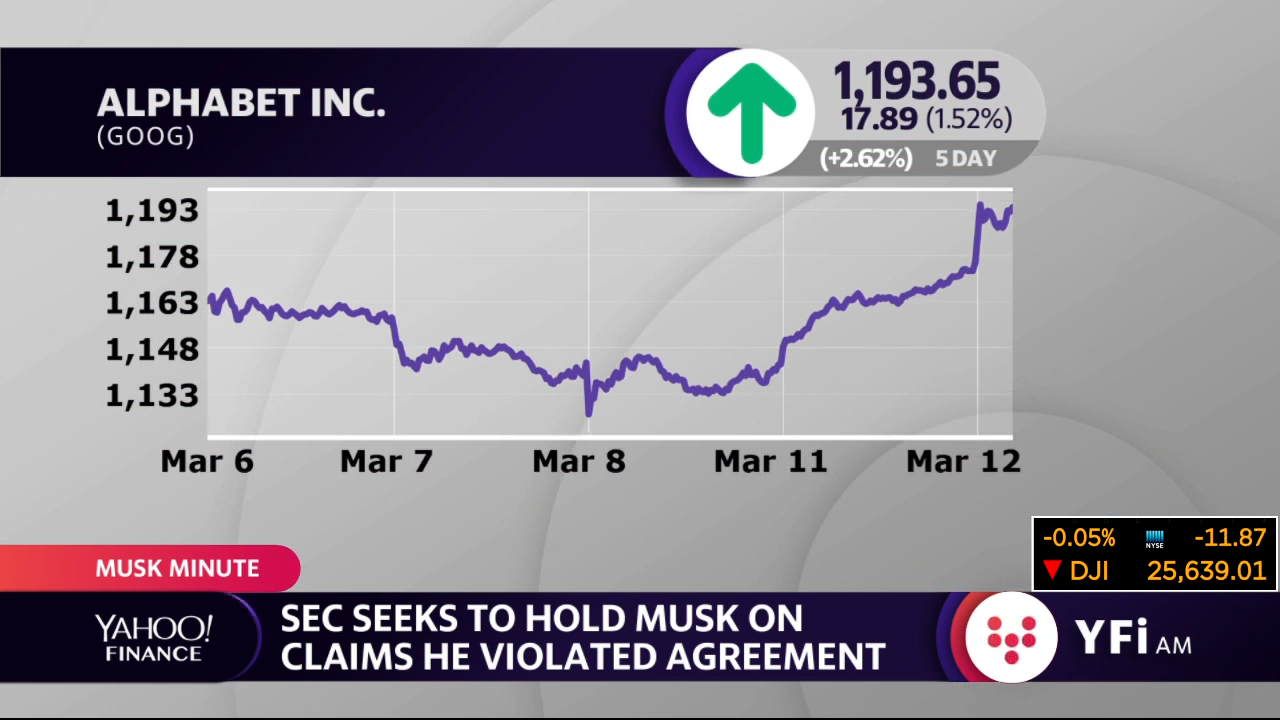 ALPHABET INC.
(GOOG)
1,193.65
17.89 (1.52%)
(+2.62%) 5 DAY
1,193
1,178
1,163
1,148
1,133
Mar 6 Mar 7 Mar 8 Mar 11 Mar 12
-0.05% NYSE -11.87
DJI 25,639.01
MUSK MINUTE
YAHOO!
FINANCE
SEC SEEKS TO HOLD MUSK ON
CLAIMS HE VIOLATED AGREEMENT
YFi AM